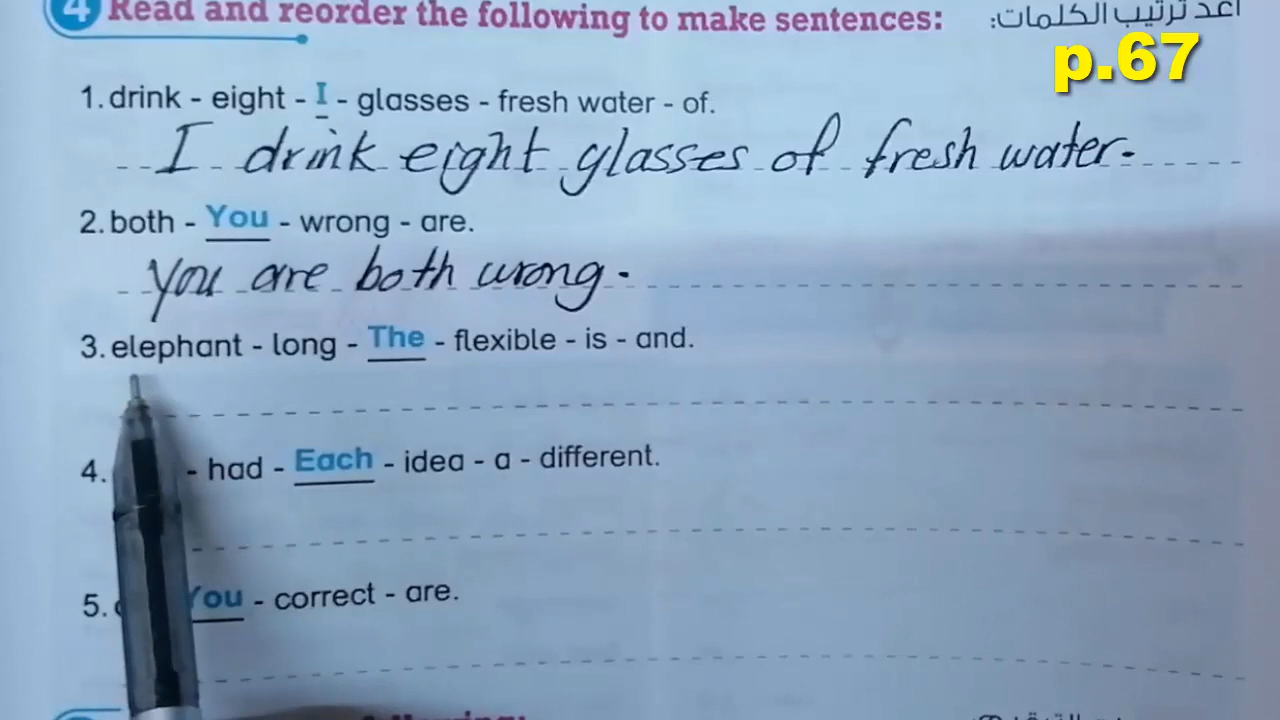 4 Read and reorder the following to make sentences: أعد ترتيب الكلمات:
p.67
1. drink - eight - I - glasses - fresh water - of.
I drink eight glasses of fresh water.
2. both - You - wrong - are.
You are both wrong.
3. elephant - long - The - flexible - is - and.
4. - had - Each - idea - a - different.
5. You - correct - are.